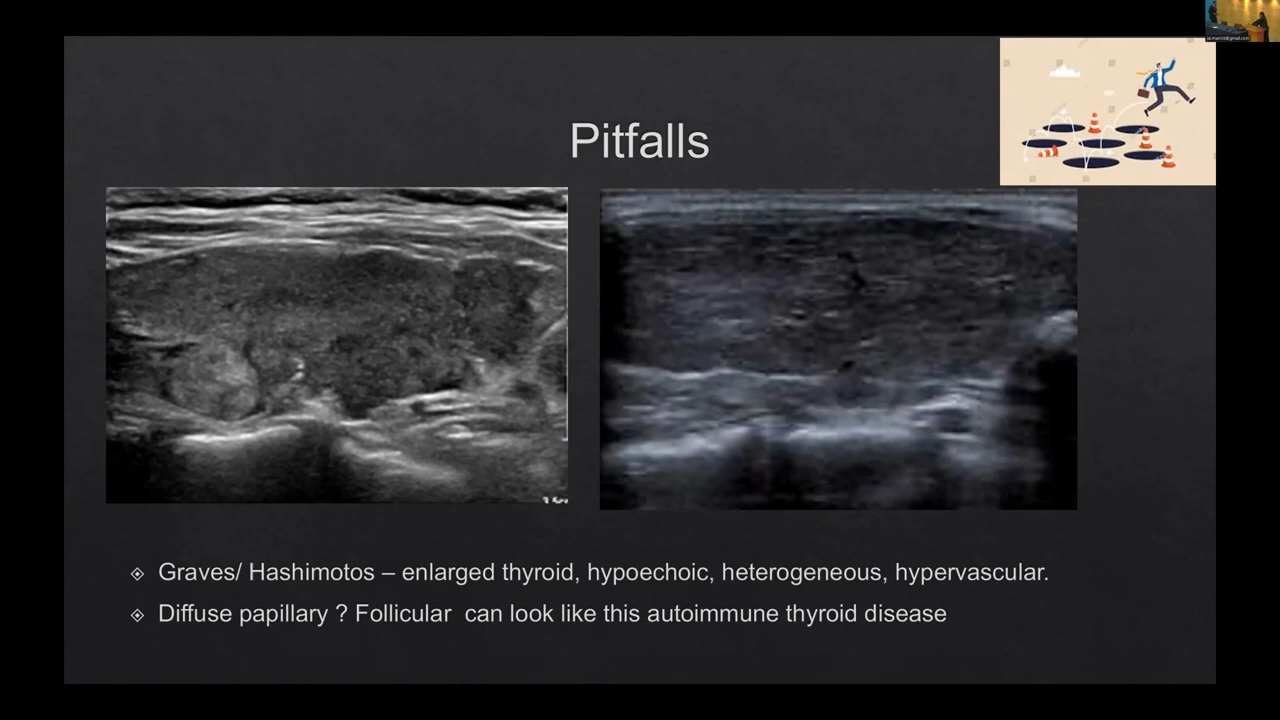 Pitfalls
Graves/ Hashimotos – enlarged thyroid, hypoechoic, heterogeneous, hypervascular.
Diffuse papillary ? Follicular can look like this autoimmune thyroid disease